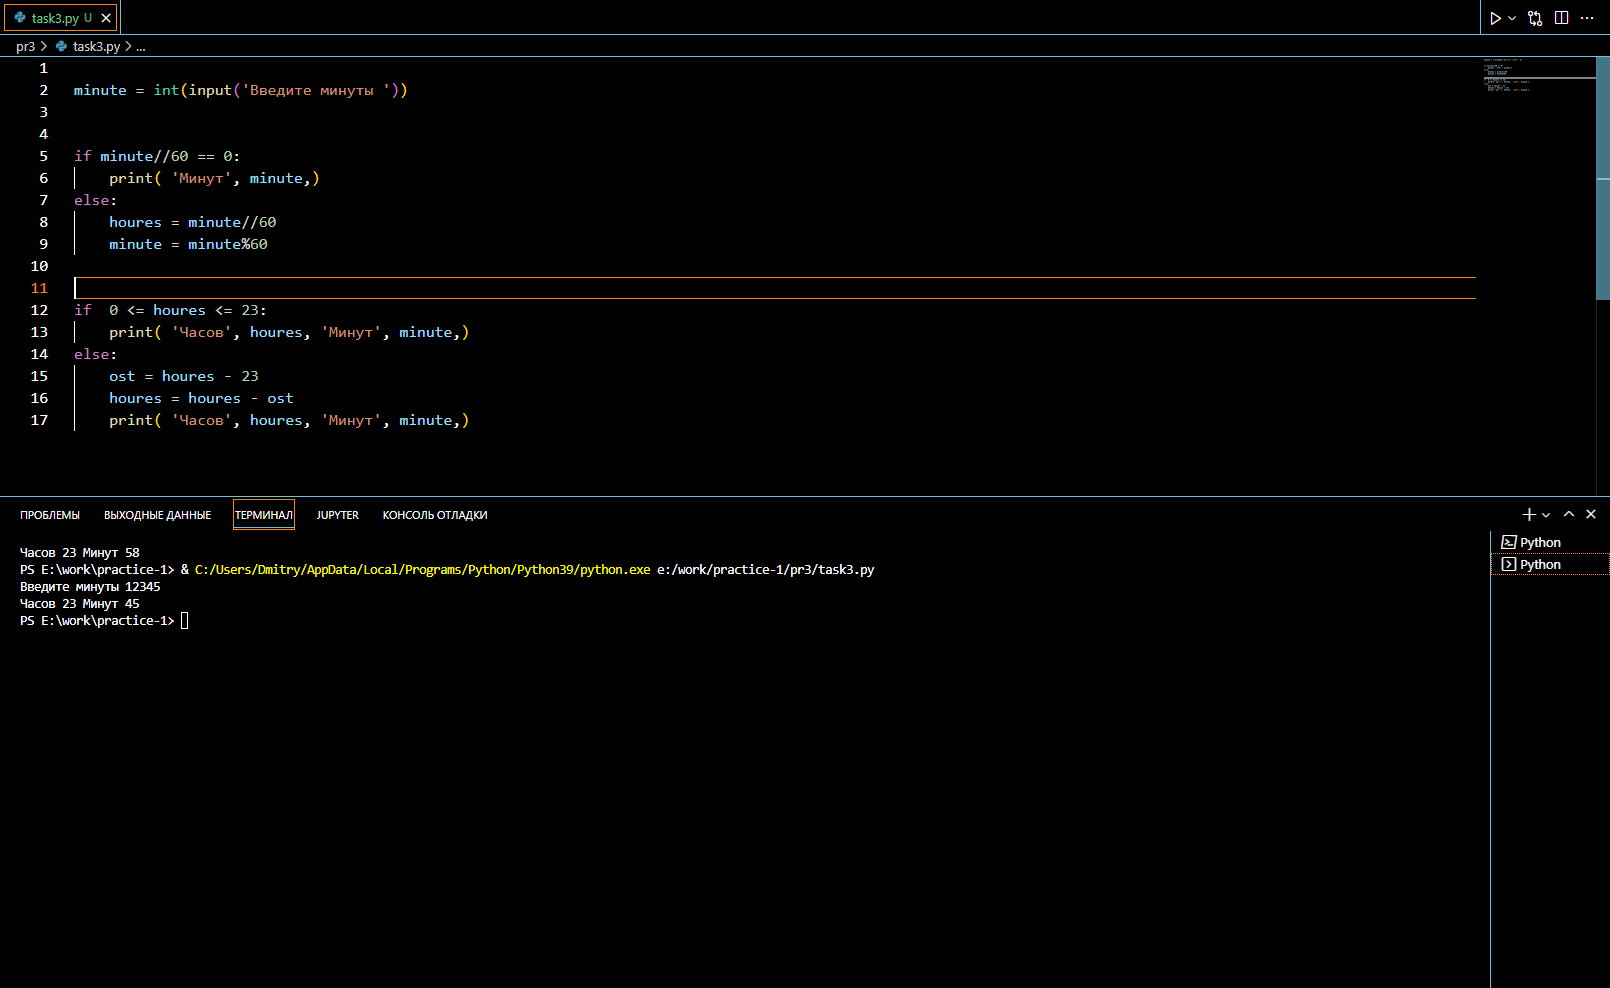 task3.py U
pr3 > task3.py > ...
1
2 minute = int(input('Введите минуты '))
3
4
5 if minute//60 == 0:
6     print( 'Минут', minute,)
7 else:
8     houres = minute//60
9     minute = minute%60
10
11
12 if  0 <= houres <= 23:
13     print( 'Часов', houres, 'Минут', minute,)
14 else:
15     ost = houres - 23
16     houres = houres - ost
17     print( 'Часов', houres, 'Минут', minute,)
ПРОБЛЕМЫ ВЫХОДНЫЕ ДАННЫЕ ТЕРМИНАЛ JUPYTER КОНСОЛЬ ОТЛАДКИ
Часов 23 Минут 58
PS E:\work\practice-1> & C:/Users/Dmitry/AppData/Local/Programs/Python/Python39/python.exe e:/work/practice-1/pr3/task3.py
Введите минуты 12345
Часов 23 Минут 45
PS E:\work\practice-1>
Python
Python